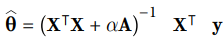 θ̂ = (XᵀX + αA)⁻¹ Xᵀ y